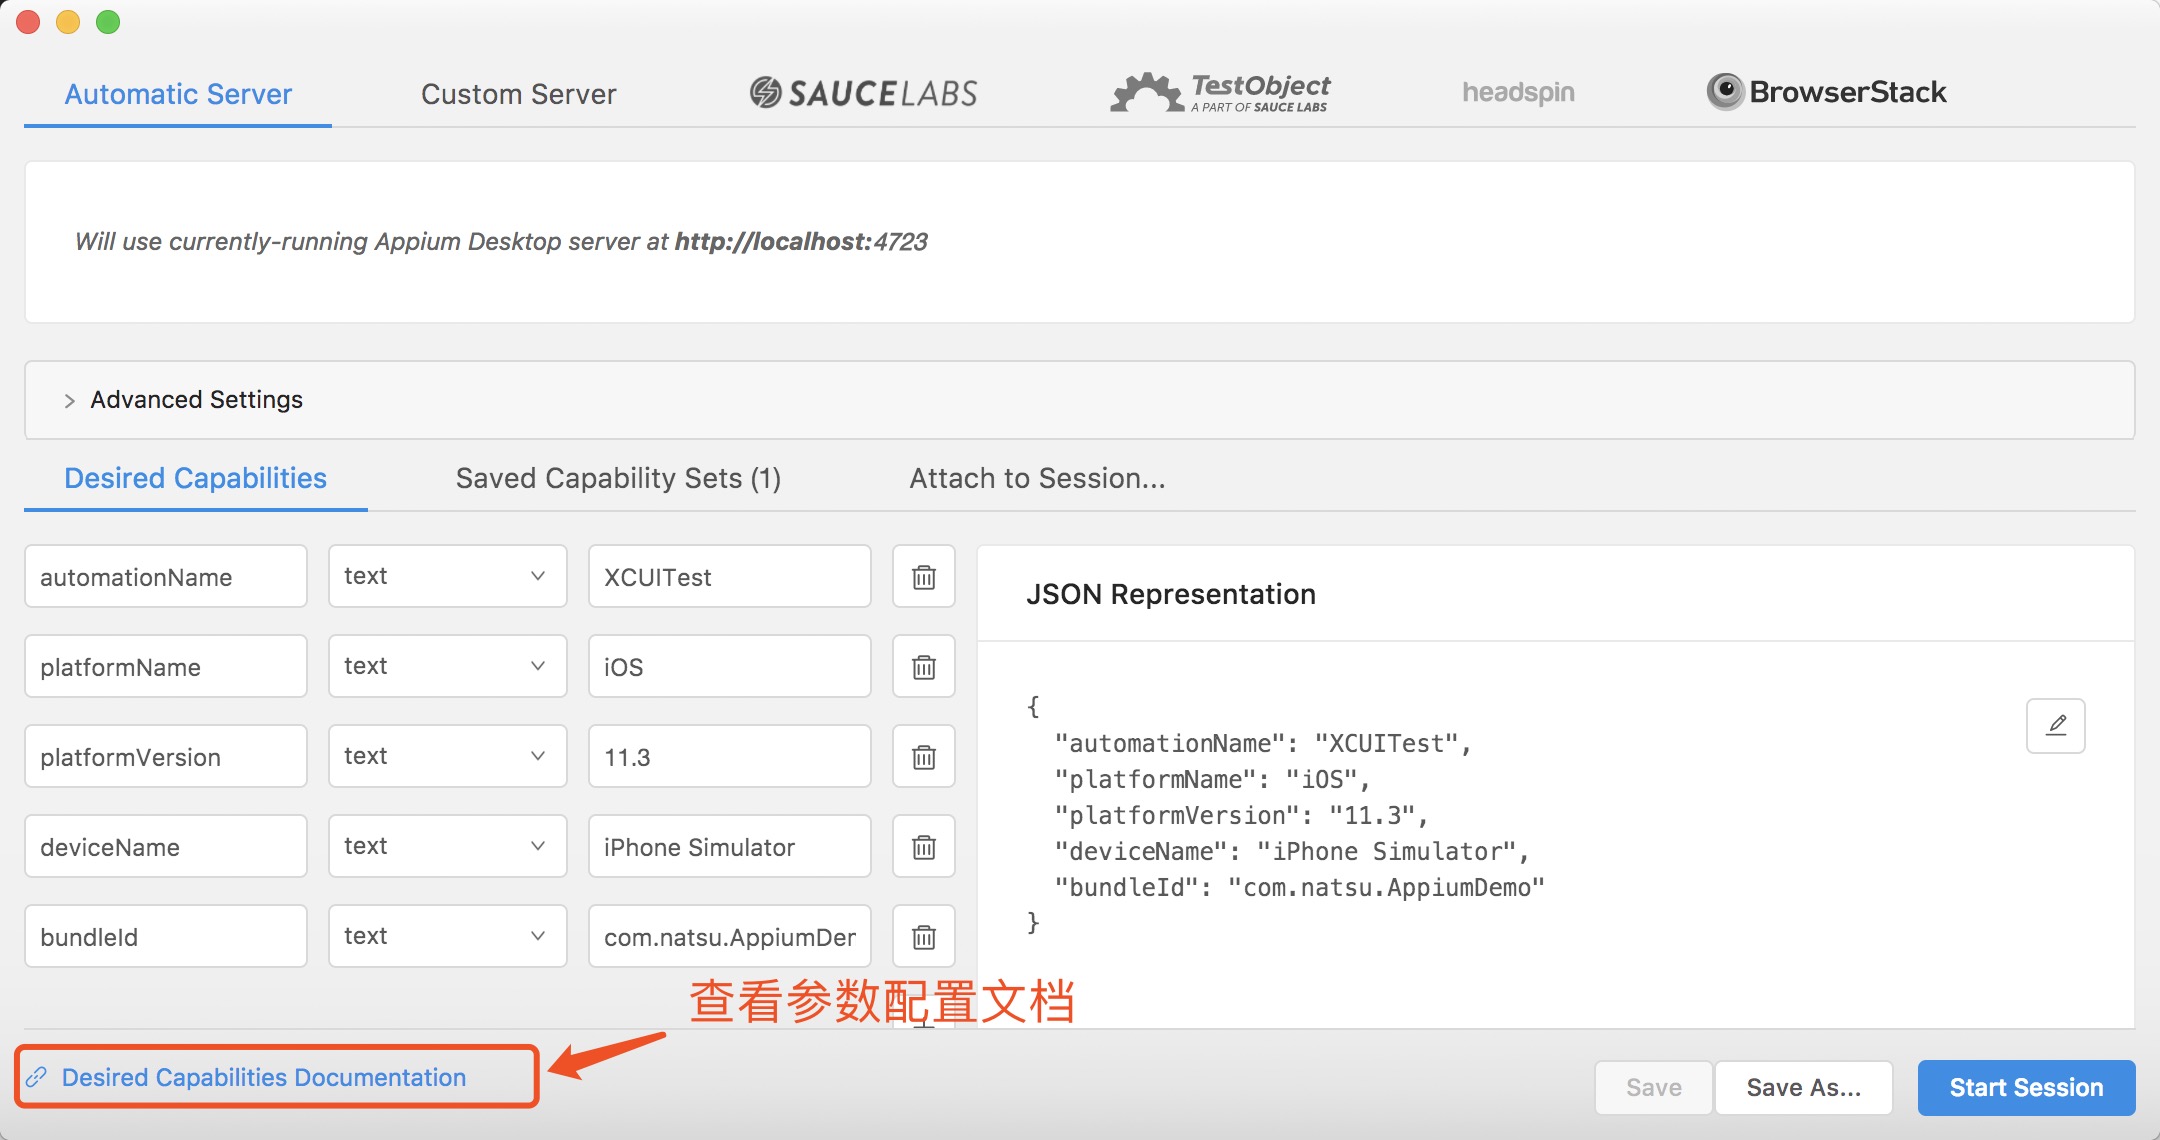 Automatic Server
Custom Server
SAUCELABS
TestObject
A PART OF SAUCE LABS
headspin
BrowserStack
Will use currently-running Appium Desktop server at http://localhost:4723
Advanced Settings
Desired Capabilities
Saved Capability Sets (1)
Attach to Session...
automationName
text
XCUITest
platformName
text
iOS
platformVersion
text
11.3
deviceName
text
iPhone Simulator
bundleId
text
com.natsu.AppiumDer
JSON Representation
{
"automationName": "XCUITest",
"platformName": "iOS",
"platformVersion": "11.3",
"deviceName": "iPhone Simulator",
"bundleId": "com.natsu.AppiumDemo"
}
查看参数配置文档
Desired Capabilities Documentation
Save
Save As...
Start Session